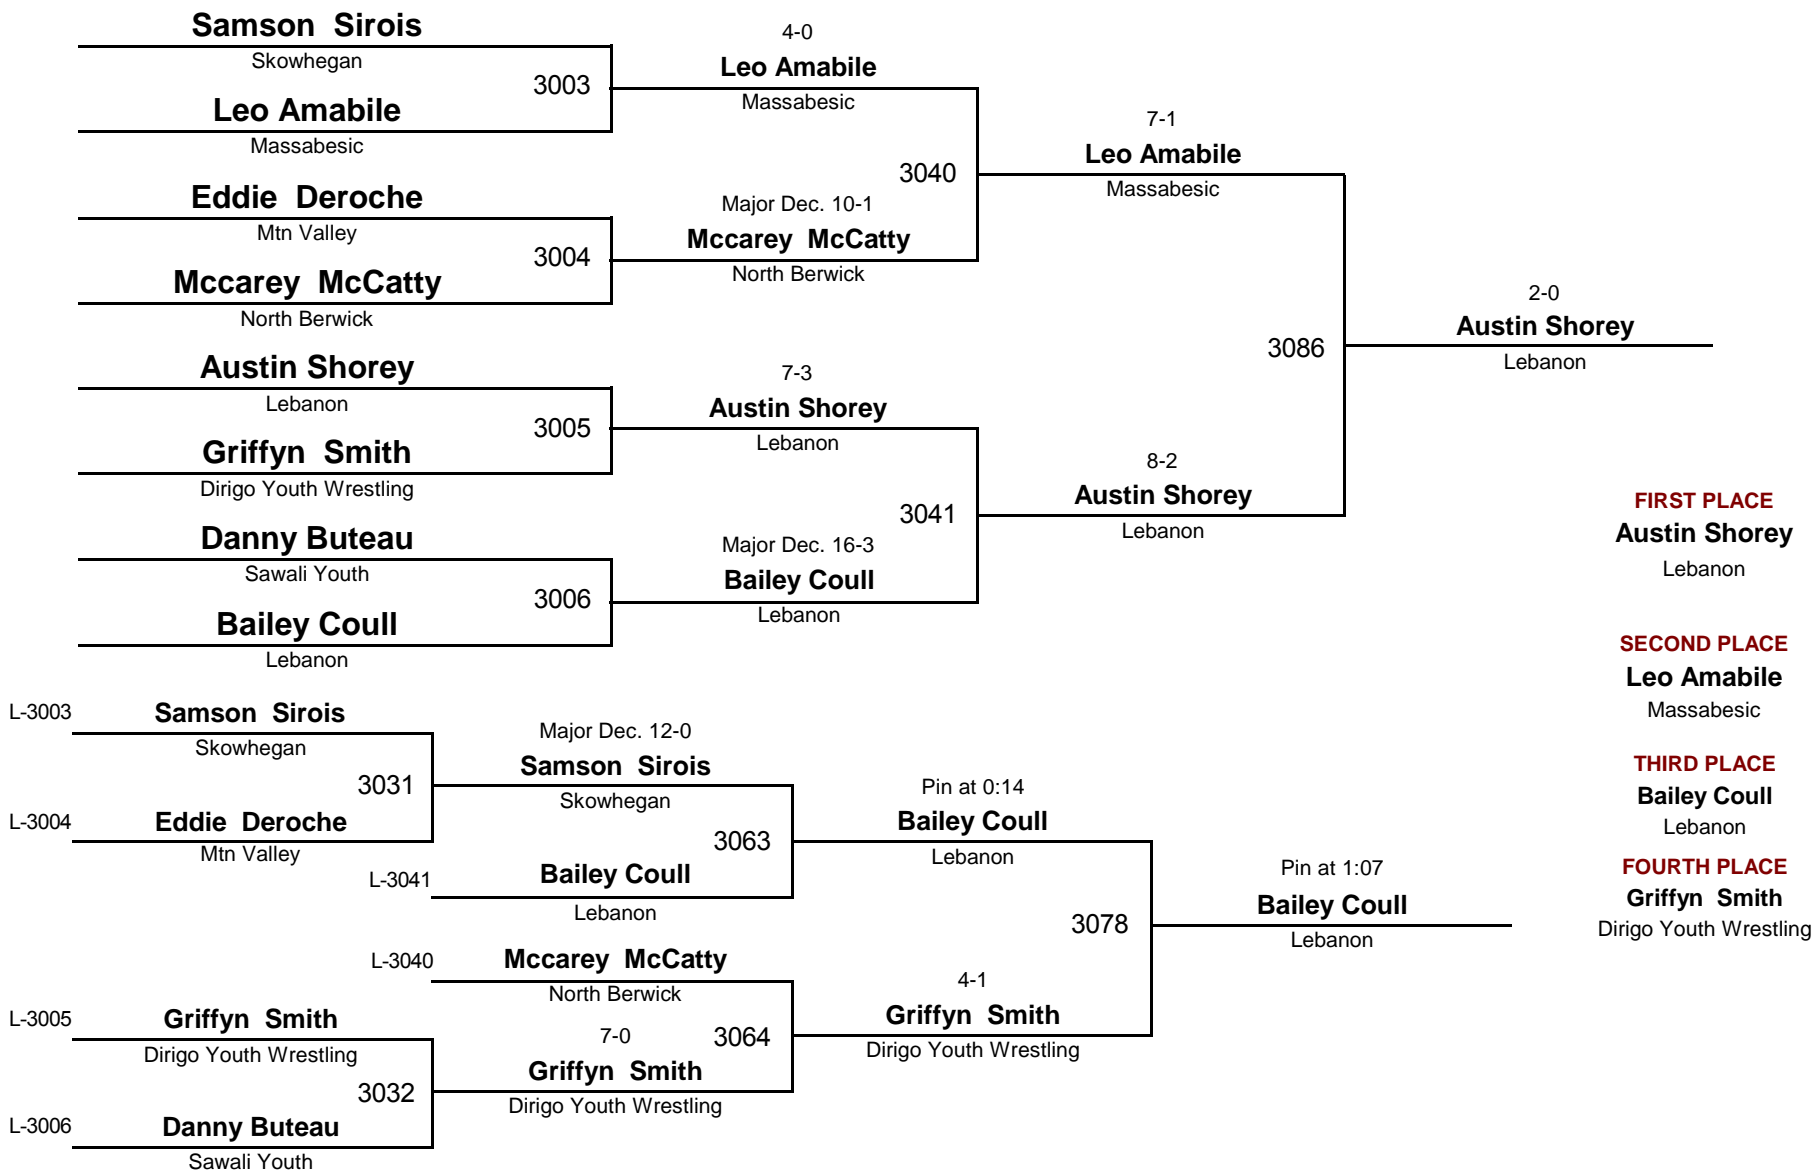 Samson Sirois
Skowhegan
3003
Leo Amabile
Massabesic
Eddie Deroche
Mtn Valley
3004
Mccarey McCatty
North Berwick
Austin Shorey
Lebanon
3005
Griffyn Smith
Dirigo Youth Wrestling
Danny Buteau
Sawali Youth
3006
Bailey Coull
Lebanon
4-0
Leo Amabile
Massabesic
3040
Major Dec. 10-1
Mccarey McCatty
North Berwick
7-3
Austin Shorey
Lebanon
3041
Major Dec. 16-3
Bailey Coull
Lebanon
7-1
Leo Amabile
Massabesic
3086
8-2
Austin Shorey
Lebanon
2-0
Austin Shorey
Lebanon
FIRST PLACE
Austin Shorey
Lebanon
SECOND PLACE
Leo Amabile
Massabesic
THIRD PLACE
Bailey Coull
Lebanon
FOURTH PLACE
Griffyn Smith
Dirigo Youth Wrestling
L-3003
Samson Sirois
Skowhegan
3031
L-3004
Eddie Deroche
Mtn Valley
Major Dec. 12-0
Samson Sirois
Skowhegan
3063
L-3041
Bailey Coull
Lebanon
L-3040
Mccarey McCatty
North Berwick
3064
L-3005
Griffyn Smith
Dirigo Youth Wrestling
3032
L-3006
Danny Buteau
Sawali Youth
7-0
Griffyn Smith
Dirigo Youth Wrestling
Pin at 0:14
Bailey Coull
Lebanon
3078
4-1
Griffyn Smith
Dirigo Youth Wrestling
Pin at 1:07
Bailey Coull
Lebanon